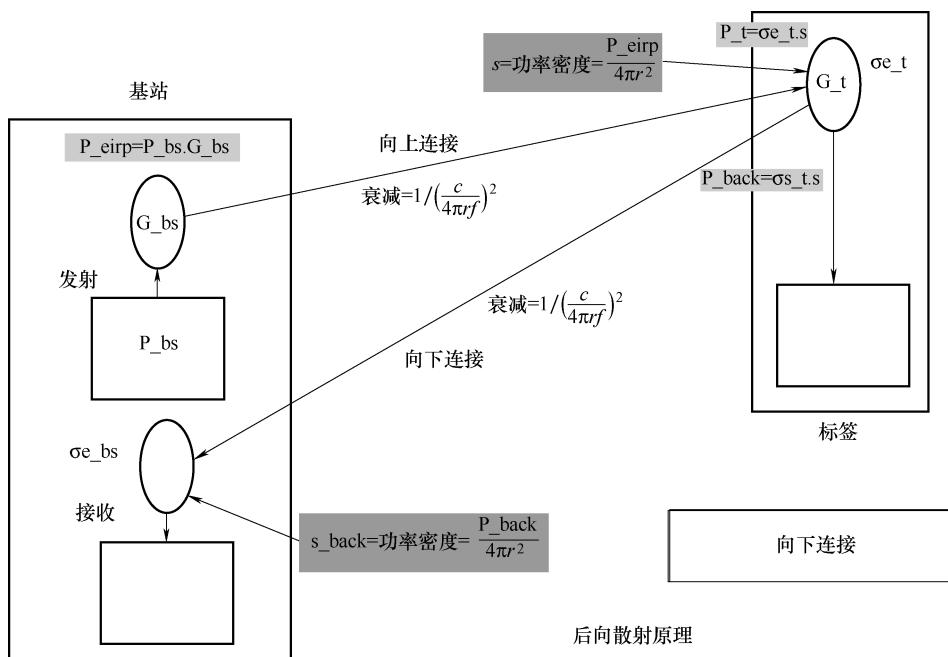 P_t=σe_t.s
s=功率密度=P_eirp/4πr²
σe_t
G_t
基站
P_eirp=P_bs.G_bs
向上连接
衰减=1/(c/4πrf)²
P_back=σs_t.s
G_bs
发射
P_bs
衰减=1/(c/4πrf)²
向下连接
标签
σe_bs
接收
s_back=功率密度=P_back/4πr²
向下连接
后向散射原理